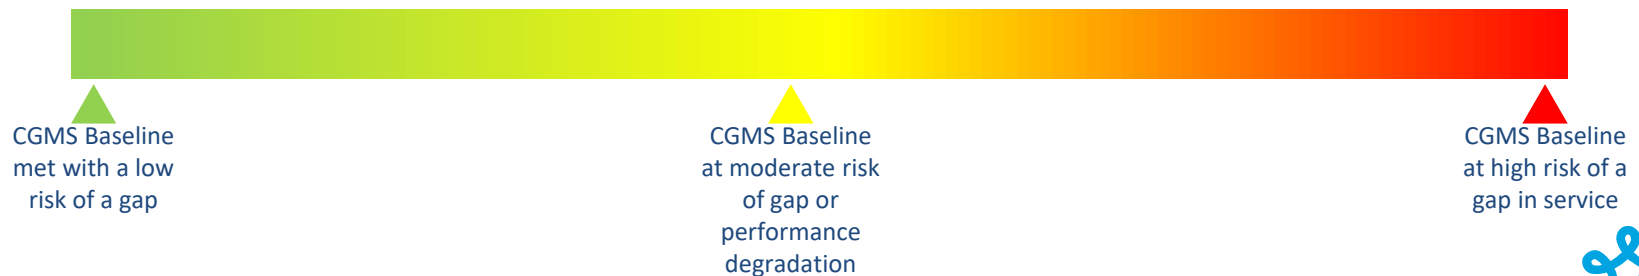 CGMS Baseline
met with a low
risk of a gap
CGMS Baseline
at moderate risk
of gap or
performance
degradation
CGMS Baseline
at high risk of a
gap in service